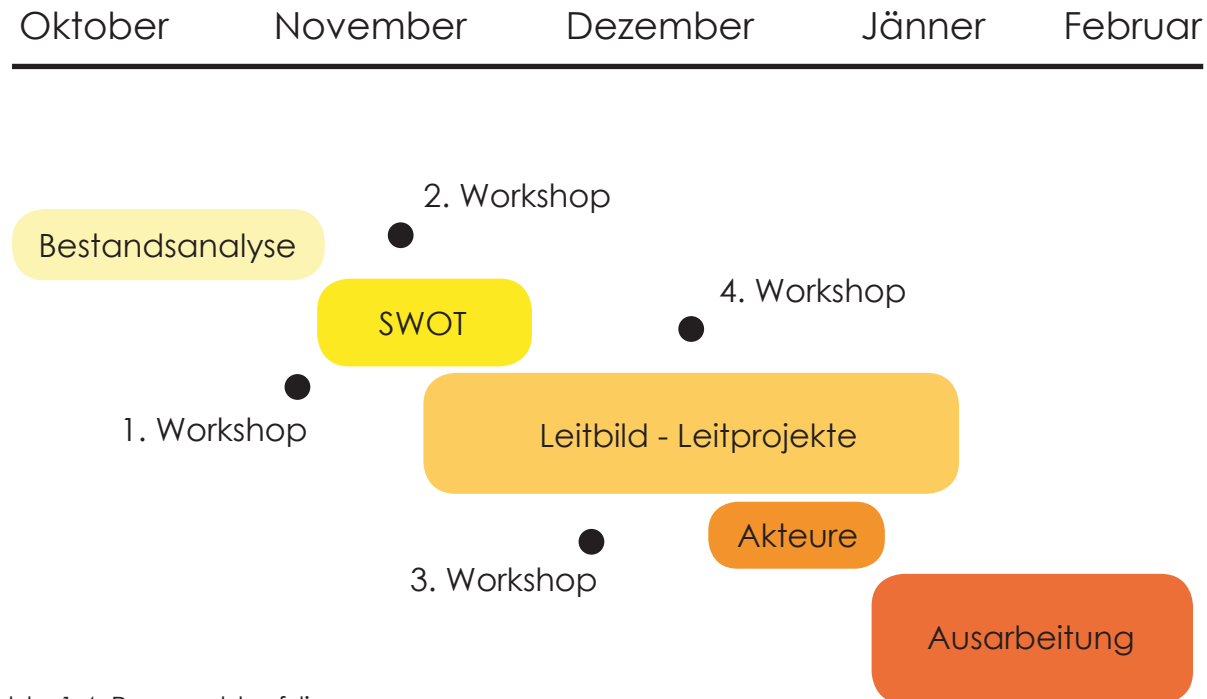 Oktober November Dezember Jänner Februar
2. Workshop
Bestandsanalyse
4. Workshop
SWOT
1. Workshop
Leitbild - Leitprojekte
Akteure
3. Workshop
Ausarbeitung